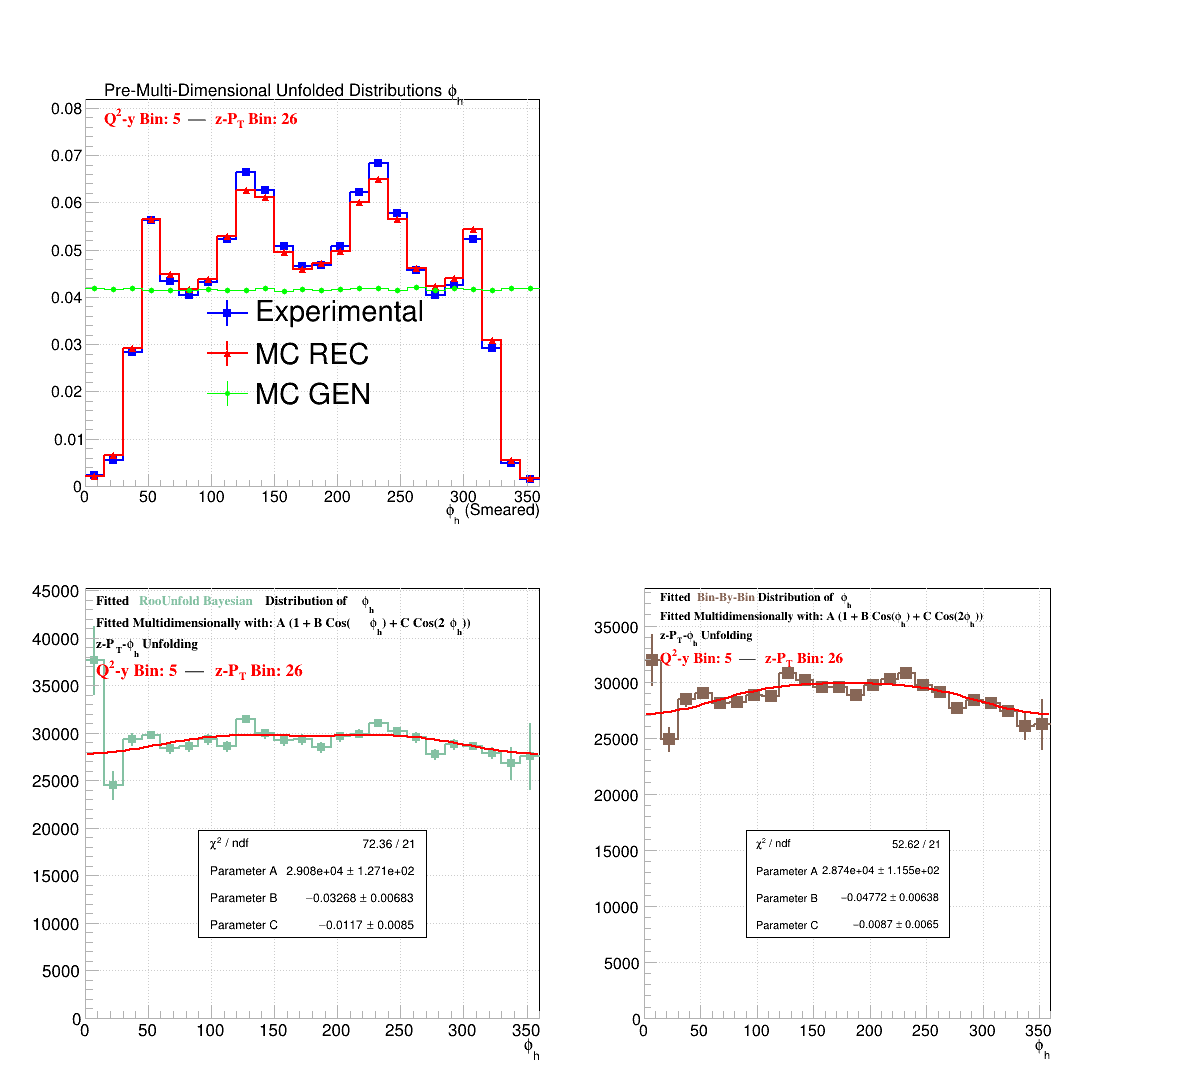 Pre-Multi-Dimensional Unfolded Distributions ϕh
Q2-y Bin: 5 — z-PT Bin: 26
0.08
0.07
0.06
0.05
0.04
0.03
0.02
0.01
0
Experimental
MC REC
MC GEN
0 50 100 150 200 250 300 350
ϕh (Smeared)
Fitted RooUnfold Bayesian Distribution of ϕh
Fitted Multidimensionally with: A (1 + B Cos( ϕh) + C Cos(2 ϕh))
z-PT-ϕh Unfolding
Q2-y Bin: 5 — z-PT Bin: 26
45000
40000
35000
30000
25000
20000
15000
10000
5000
0
χ2 / ndf 72.36 / 21
Parameter A 2.908e+04 ± 1.271e+02
Parameter B −0.03268 ± 0.00683
Parameter C −0.0117 ± 0.0085
0 50 100 150 200 250 300 350
ϕh
Fitted Bin-By-Bin Distribution of ϕh
Fitted Multidimensionally with: A (1 + B Cos(ϕh) + C Cos(2ϕh))
z-PT-ϕh Unfolding
Q2-y Bin: 5 — z-PT Bin: 26
35000
30000
25000
20000
15000
10000
5000
0
χ2 / ndf 52.62 / 21
Parameter A 2.874e+04 ± 1.155e+02
Parameter B −0.04772 ± 0.00638
Parameter C −0.0087 ± 0.0065
0 50 100 150 200 250 300 350
ϕh